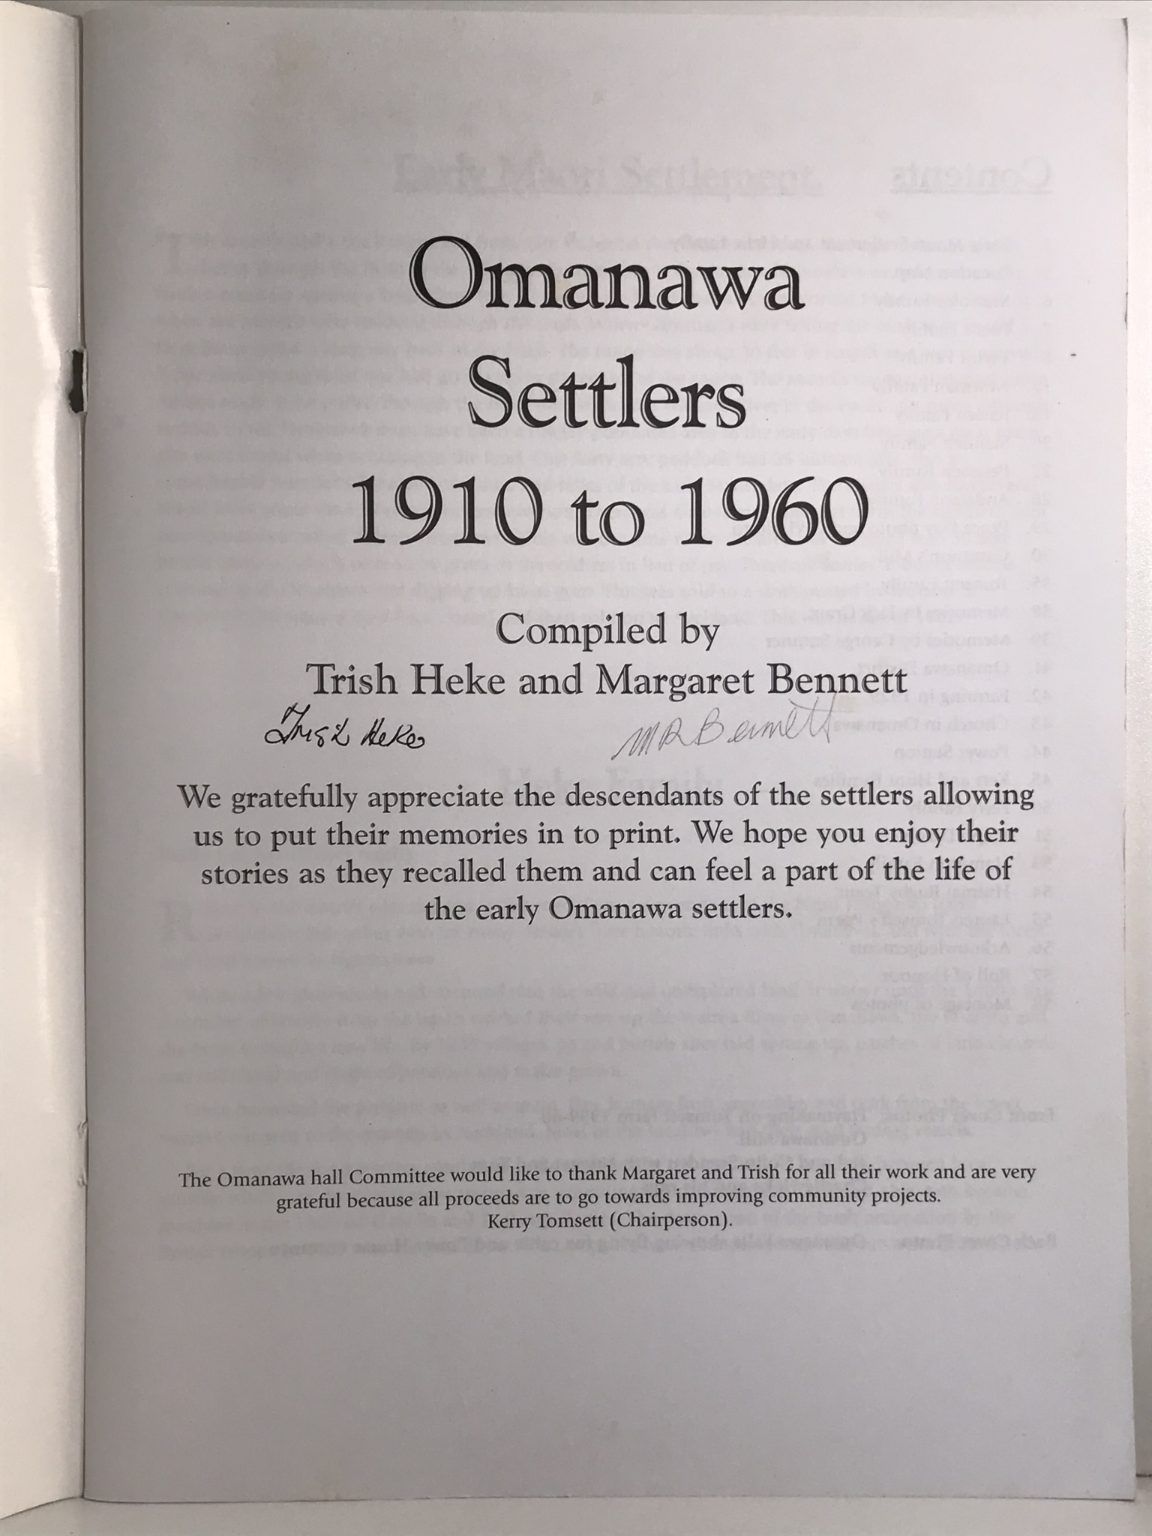 Omanawa
Settlers
1910 to 1960
Compiled by
Trish Heke and Margaret Bennett
Trish Heke MR Bennett
We gratefully appreciate the descendants of the settlers allowing
us to put their memories in to print. We hope you enjoy their
stories as they recalled them and can feel a part of the life of
the early Omanawa settlers.
The Omanawa hall Committee would like to thank Margaret and Trish for all their work and are very
grateful because all proceeds are to go towards improving community projects.
Kerry Tomsett (Chairperson).